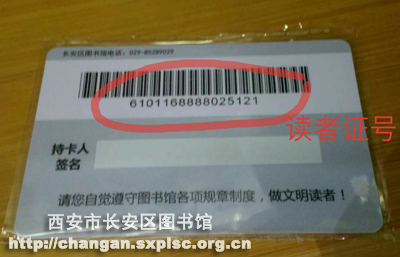 长安区图书馆电话：029-85289029
6101168888025121
读者证号
持卡人
签名
请您自觉遵守图书馆各项规章制度，做文明读者！
西安市长安区图书馆
http://changan.sxplsc.org.cn